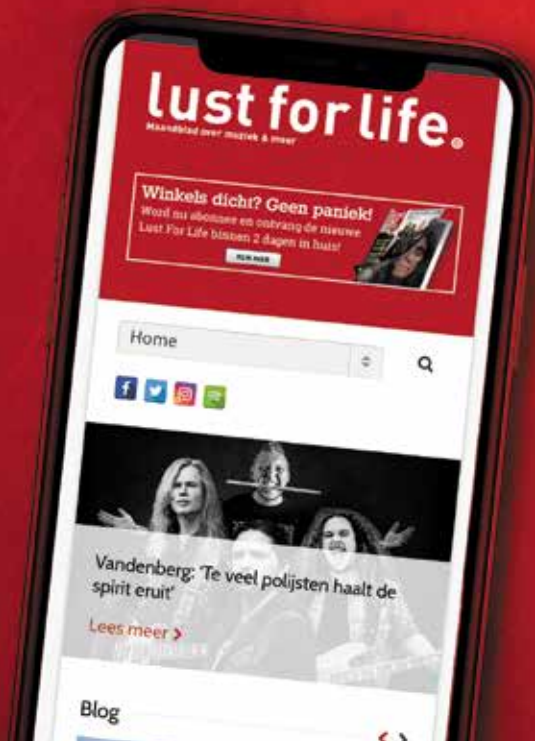 lust for life.
Maandblad over muziek & meer
Winkels dicht? Geen paniek!
Word nu abonnee en ontvang de nieuwe
Lust For Life binnen 2 dagen in huis!
KLIK HIER
Home
Vandenberg: ‘Te veel polijsten haalt de
spirit eruit’
Lees meer >
Blog